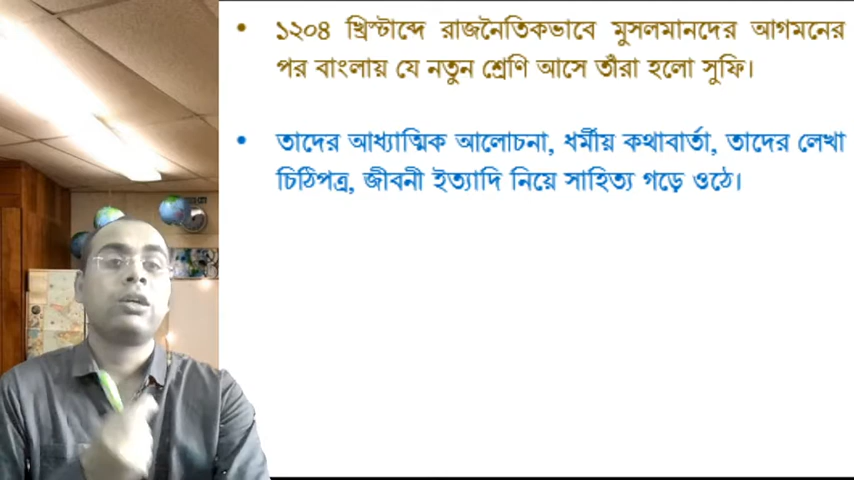 • ১২০৪ খ্রিস্টাব্দে রাজনৈতিকভাবে মুসলমানদের আগমনের
পর বাংলায় যে নতুন শ্রেণি আসে তাঁরা হলো সুফি।
• তাদের আধ্যাত্মিক আলোচনা, ধর্মীয় কথাবার্তা, তাদের লেখা
চিঠিপত্র, জীবনী ইত্যাদি নিয়ে সাহিত্য গড়ে ওঠে।